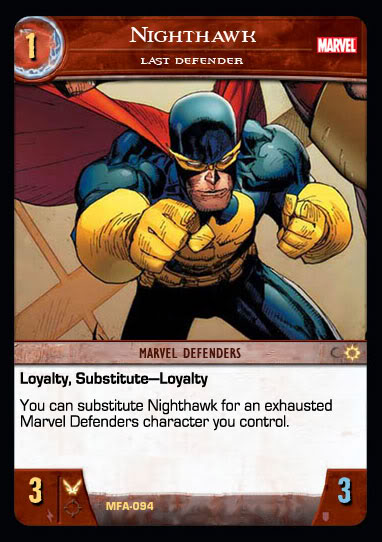 1
NIGHTHAWK
MARVEL
LAST DEFENDER
MARVEL DEFENDERS
Loyalty, Substitute—Loyalty
You can substitute Nighthawk for an exhausted
Marvel Defenders character you control.
3
3
MFA-094